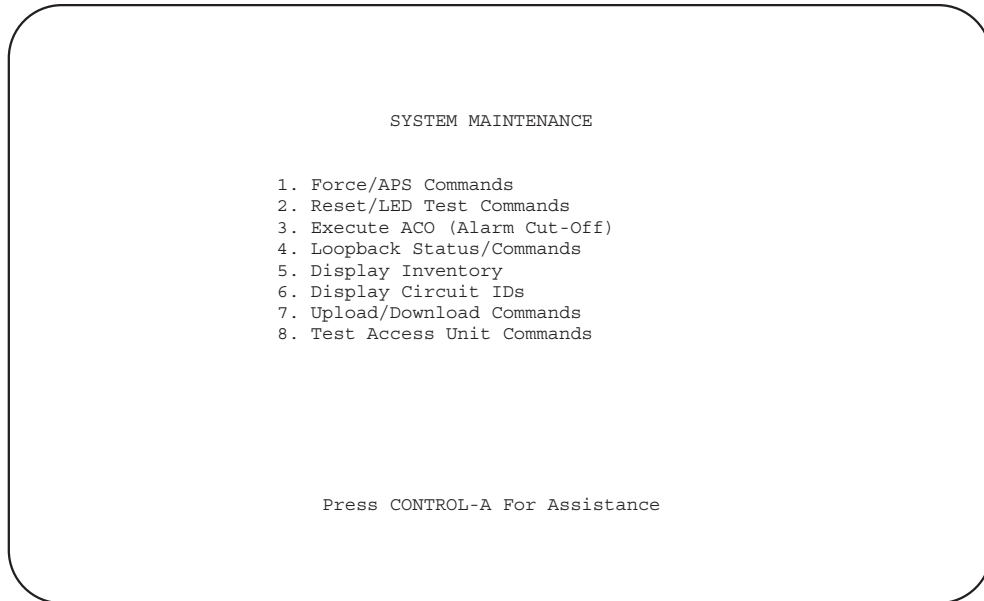 SYSTEM MAINTENANCE
1. Force/APS Commands
2. Reset/LED Test Commands
3. Execute ACO (Alarm Cut-Off)
4. Loopback Status/Commands
5. Display Inventory
6. Display Circuit IDs
7. Upload/Download Commands
8. Test Access Unit Commands
Press CONTROL-A For Assistance